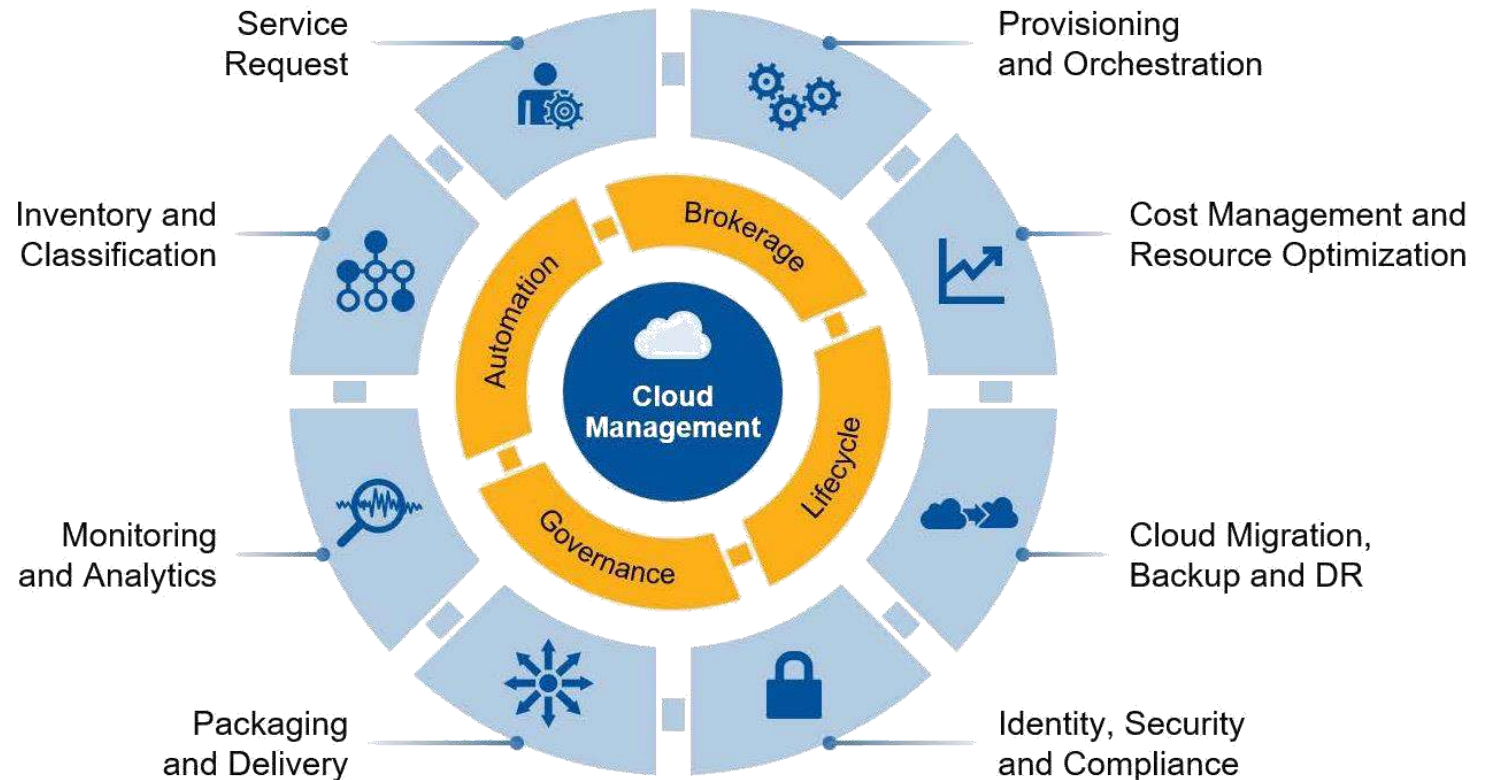 Service
Request
Provisioning
and Orchestration
Inventory and
Classification
Cost Management and
Resource Optimization
Brokerage
Automation
Cloud
Management
Lifecycle
Governance
Monitoring
and Analytics
Cloud Migration,
Backup and DR
Packaging
and Delivery
Identity, Security
and Compliance